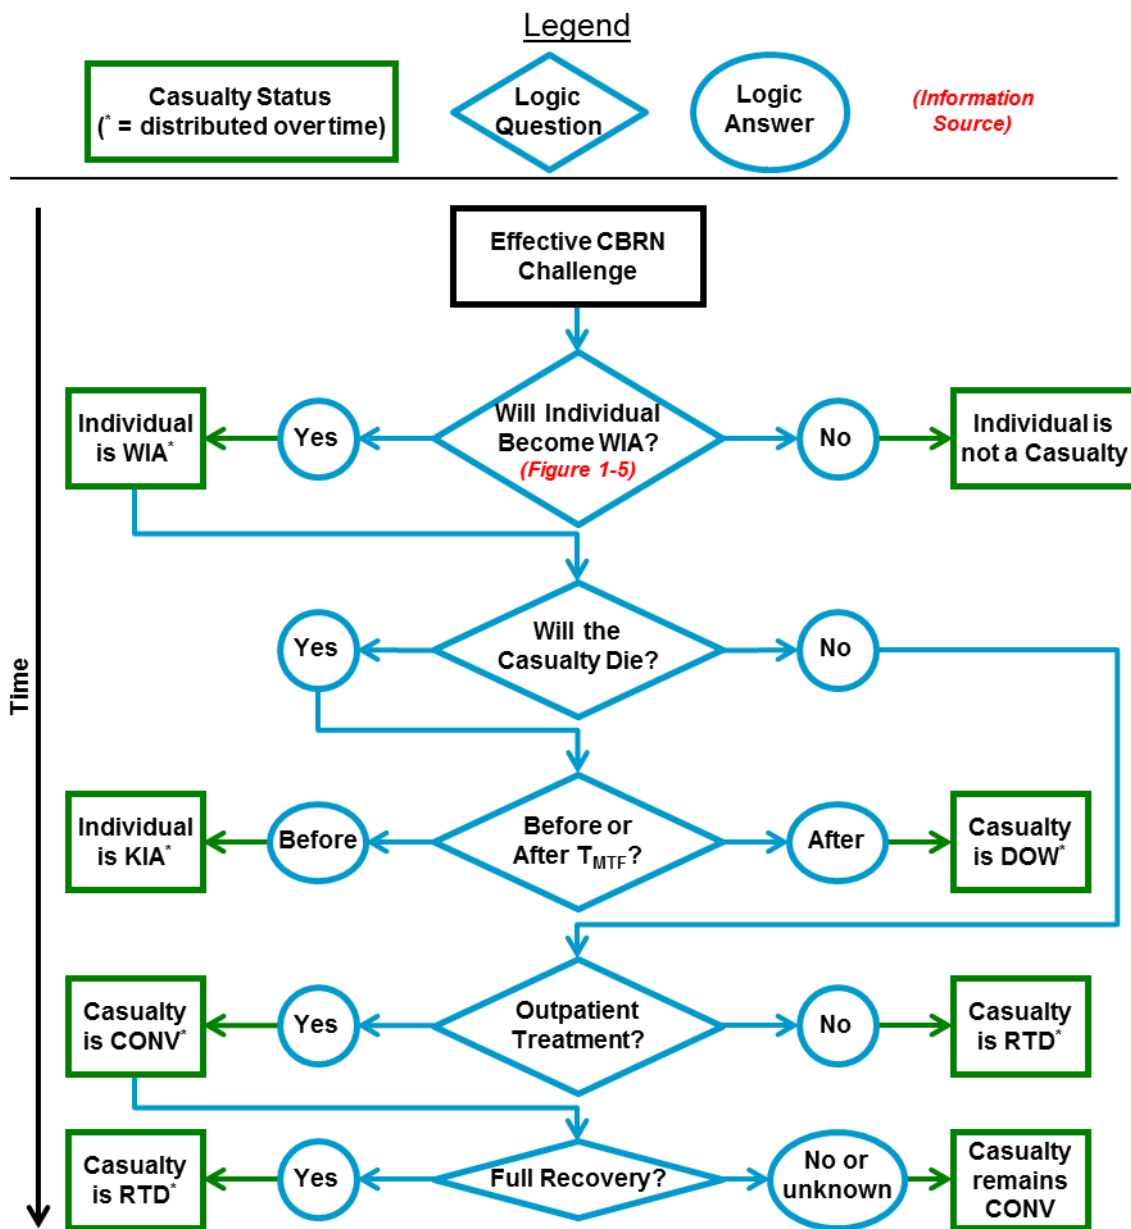 Legend
Casualty Status
(* = distributed over time)
Logic
Question
Logic
Answer
(Information
Source)
Time
Effective CBRN
Challenge
Individual
is WIA*
Yes
Will Individual
Become WIA?
(Figure 1-5)
No
Individual is
not a Casualty
Yes
Will the
Casualty Die?
No
Individual
is KIA*
Before
Before or
After TMTF?
After
Casualty
is DOW*
Casualty
is CONV*
Yes
Outpatient
Treatment?
No
Casualty
is RTD*
Casualty
is RTD*
Yes
Full Recovery?
No or
unknown
Casualty
remains
CONV